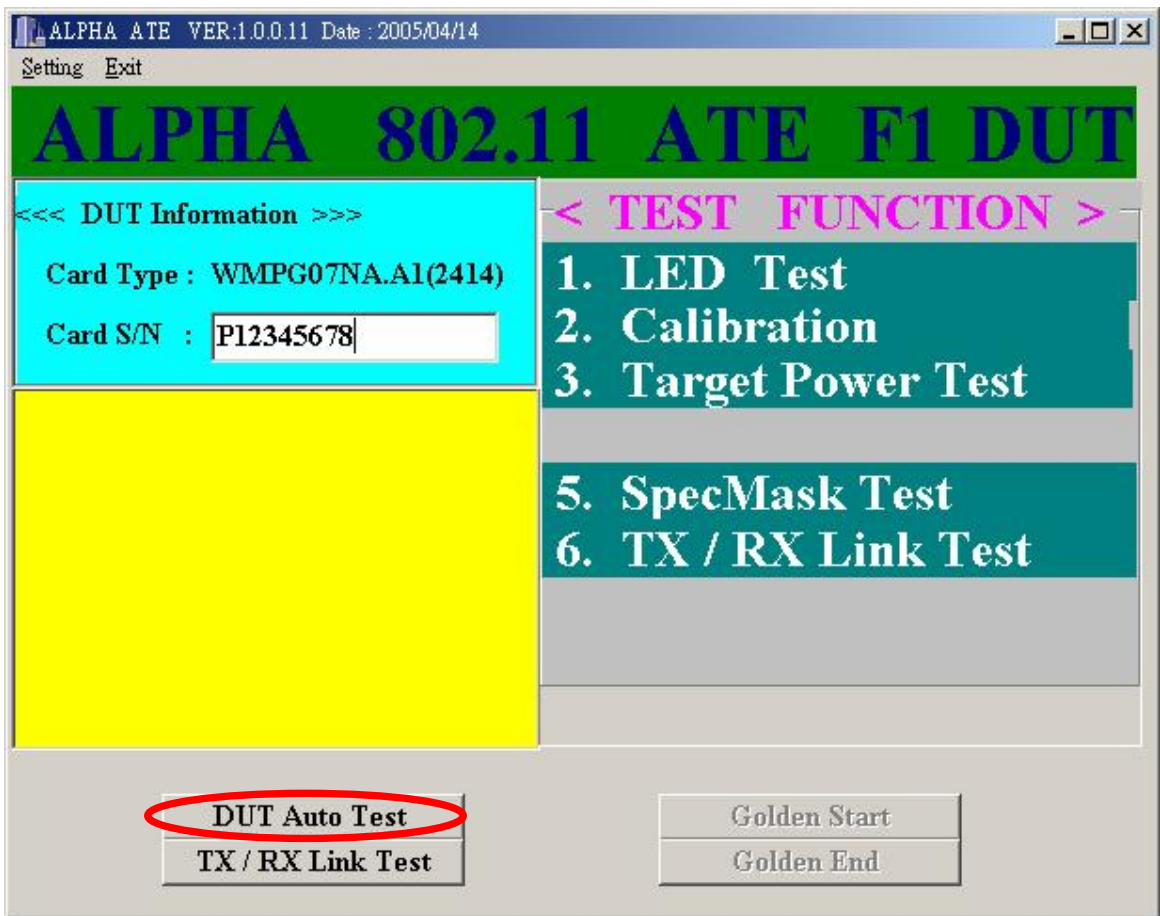 ALPHA ATE VER:1.0.0.11 Date : 2005/04/14
Setting Exit
ALPHA 802.11 ATE F1 DUT
<<< DUT Information >>>
Card Type : WMPG07NA.A1(2414)
Card S/N : P12345678
< TEST FUNCTION >
1. LED Test
2. Calibration
3. Target Power Test
5. SpecMask Test
6. TX / RX Link Test
DUT Auto Test
TX / RX Link Test
Golden Start
Golden End